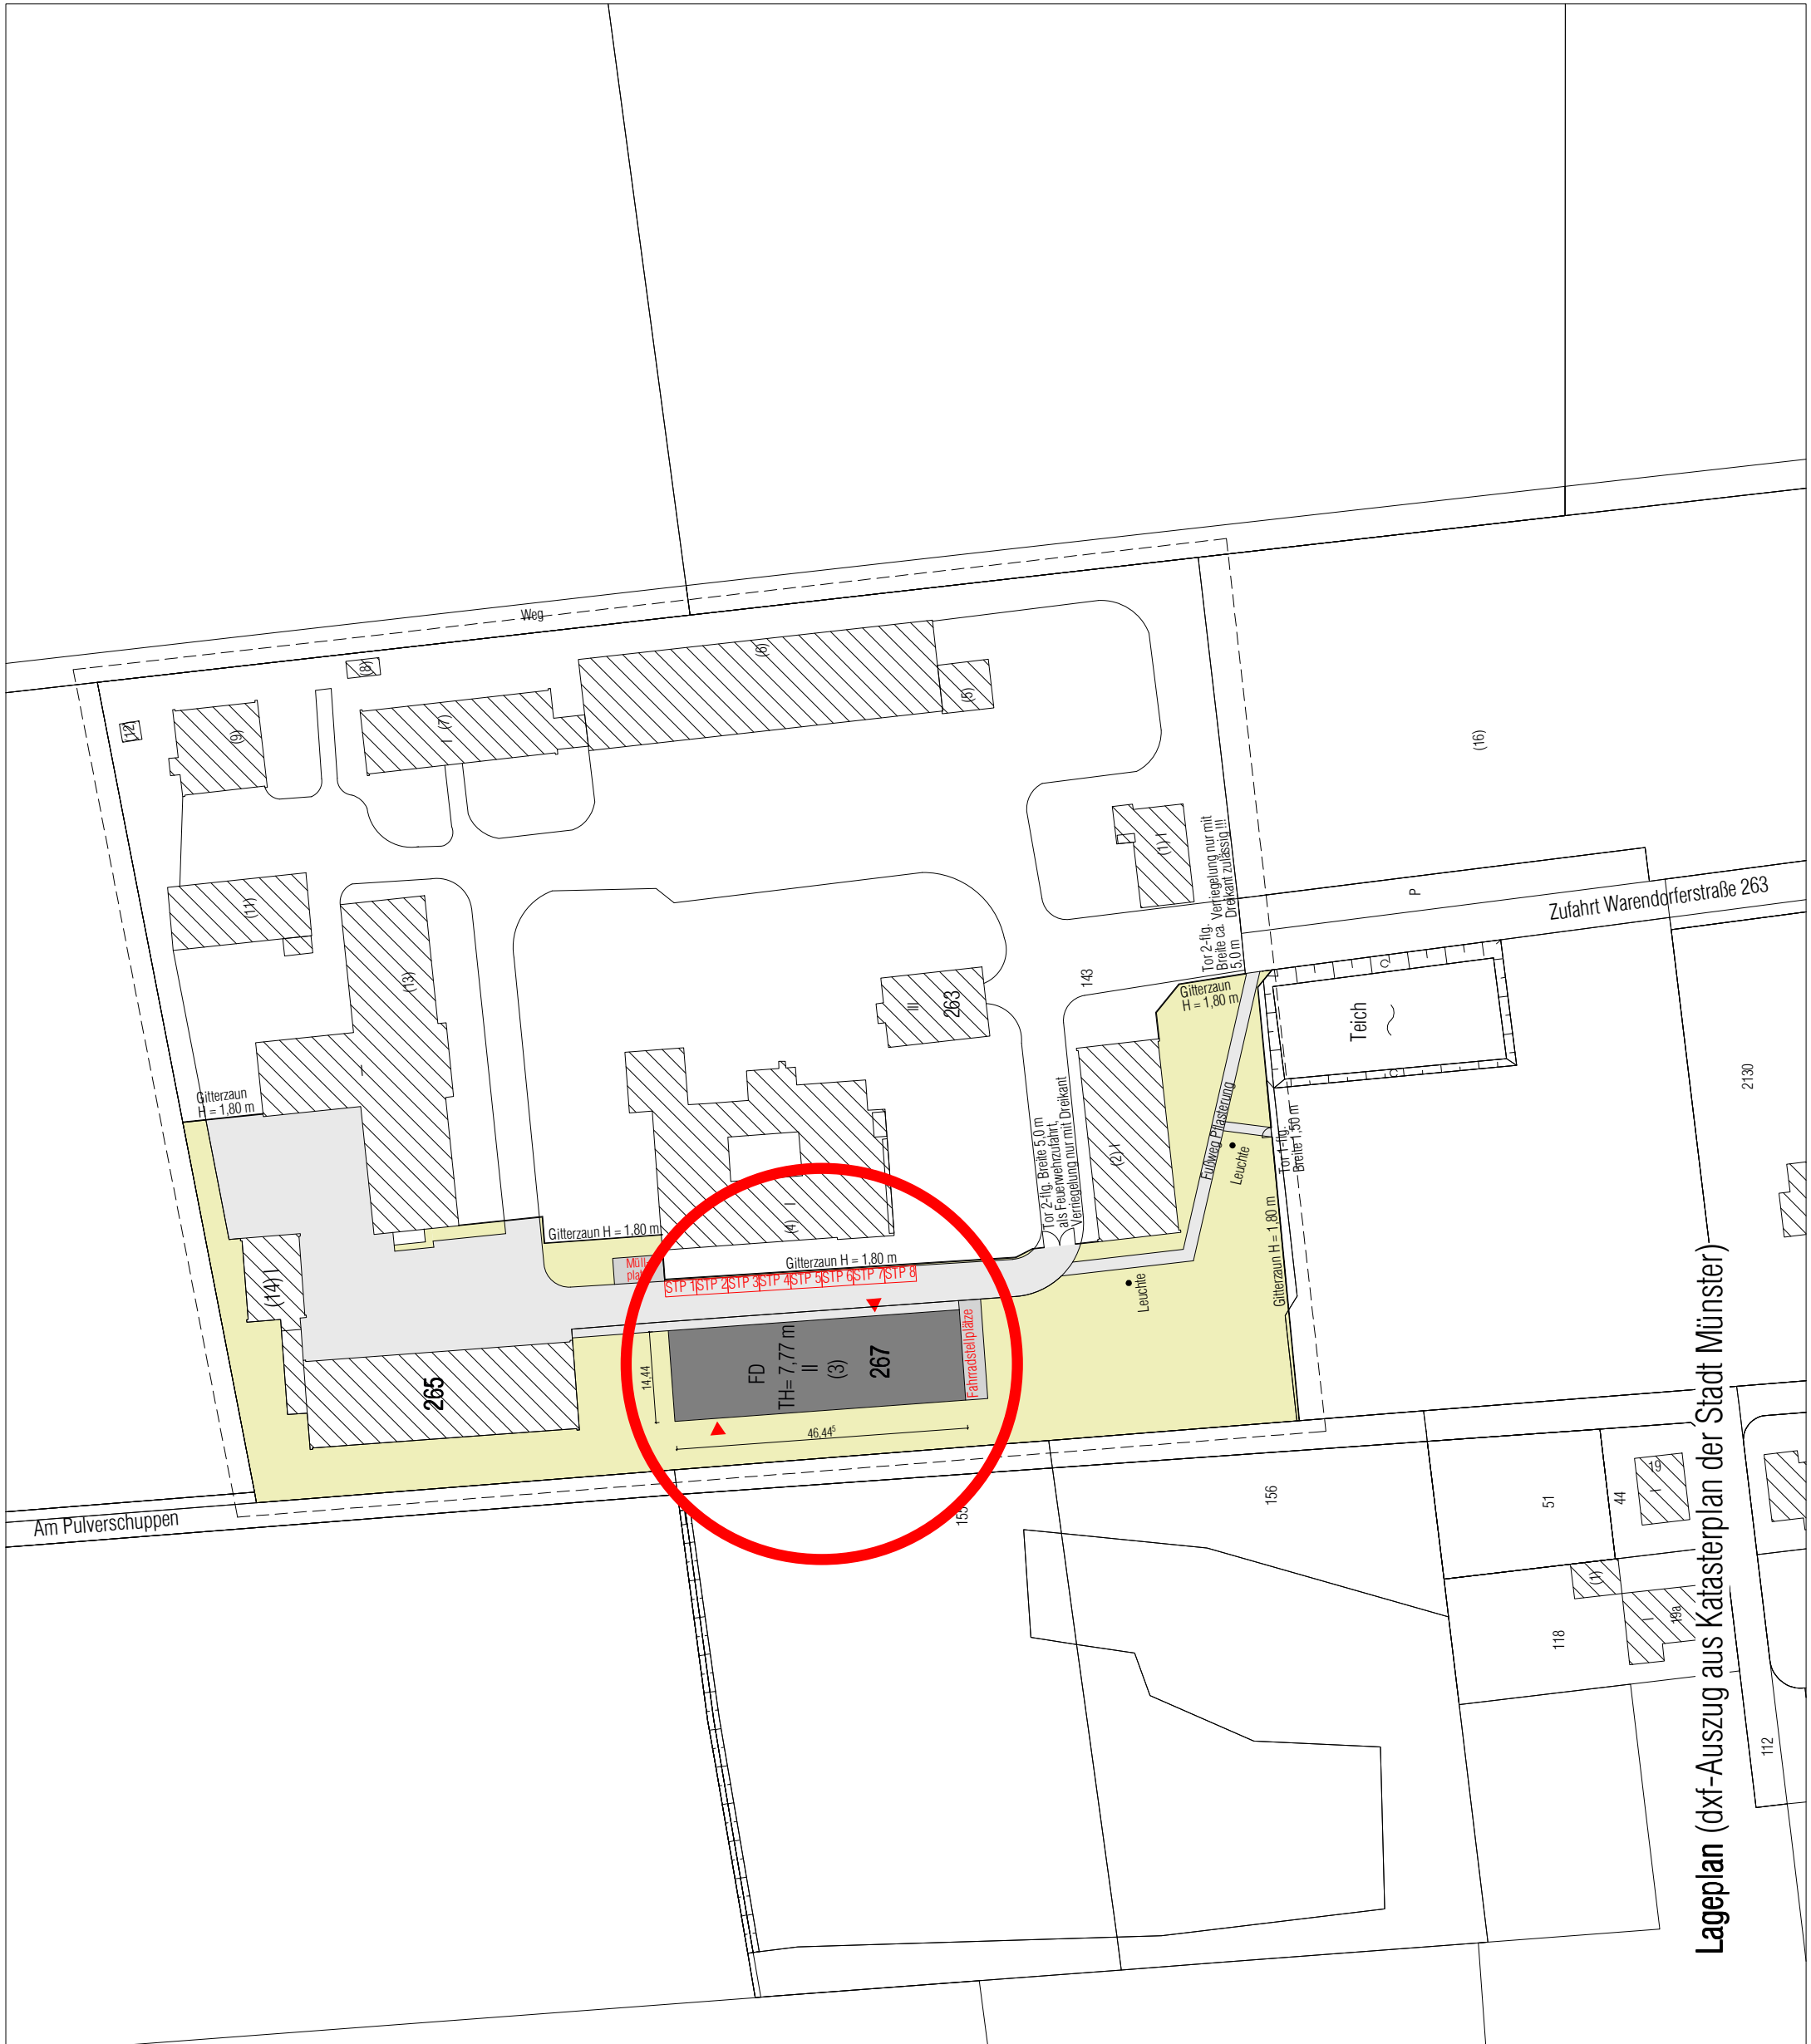 Weg
(8)
(12)
(9)
I (7)
(6)
(5)
(16)
(1) I
Tor 2-flg.
Breite ca.
5,0 m
Verriegelung nur mit
Dreikant zulässig !!!
P
Zufahrt Warendorferstraße 263
(11)
(13)
I
III
263
143
Gitterzaun
H = 1,80 m
Teich
2130
Gitterzaun
H = 1,80 m
Tor 2-flg, Breite 5,0 m
als Feuerwehrzufahrt,
Verriegelung nur mit Dreikant
(2) I
Fußweg Pflasterung
Leuchte
Tor 1-flg.
Breite 1,50 m
(4) I
Gitterzaun H = 1,80 m
Gitterzaun H = 1,80 m
Müll-
platz
STP 1
STP 2
STP 3
STP 4
STP 5
STP 6
STP 7
STP 8
Leuchte
Gitterzaun H = 1,80 m
(14) I
265
14,44
FD
TH= 7,77 m
II
(3)
267
Fahrradstellplätze
46,44⁵
Am Pulverschuppen
156
51
44
19
I
(1)
I
19a
118
112
Lageplan (dxf-Auszug aus Katasterplan der Stadt Münster)